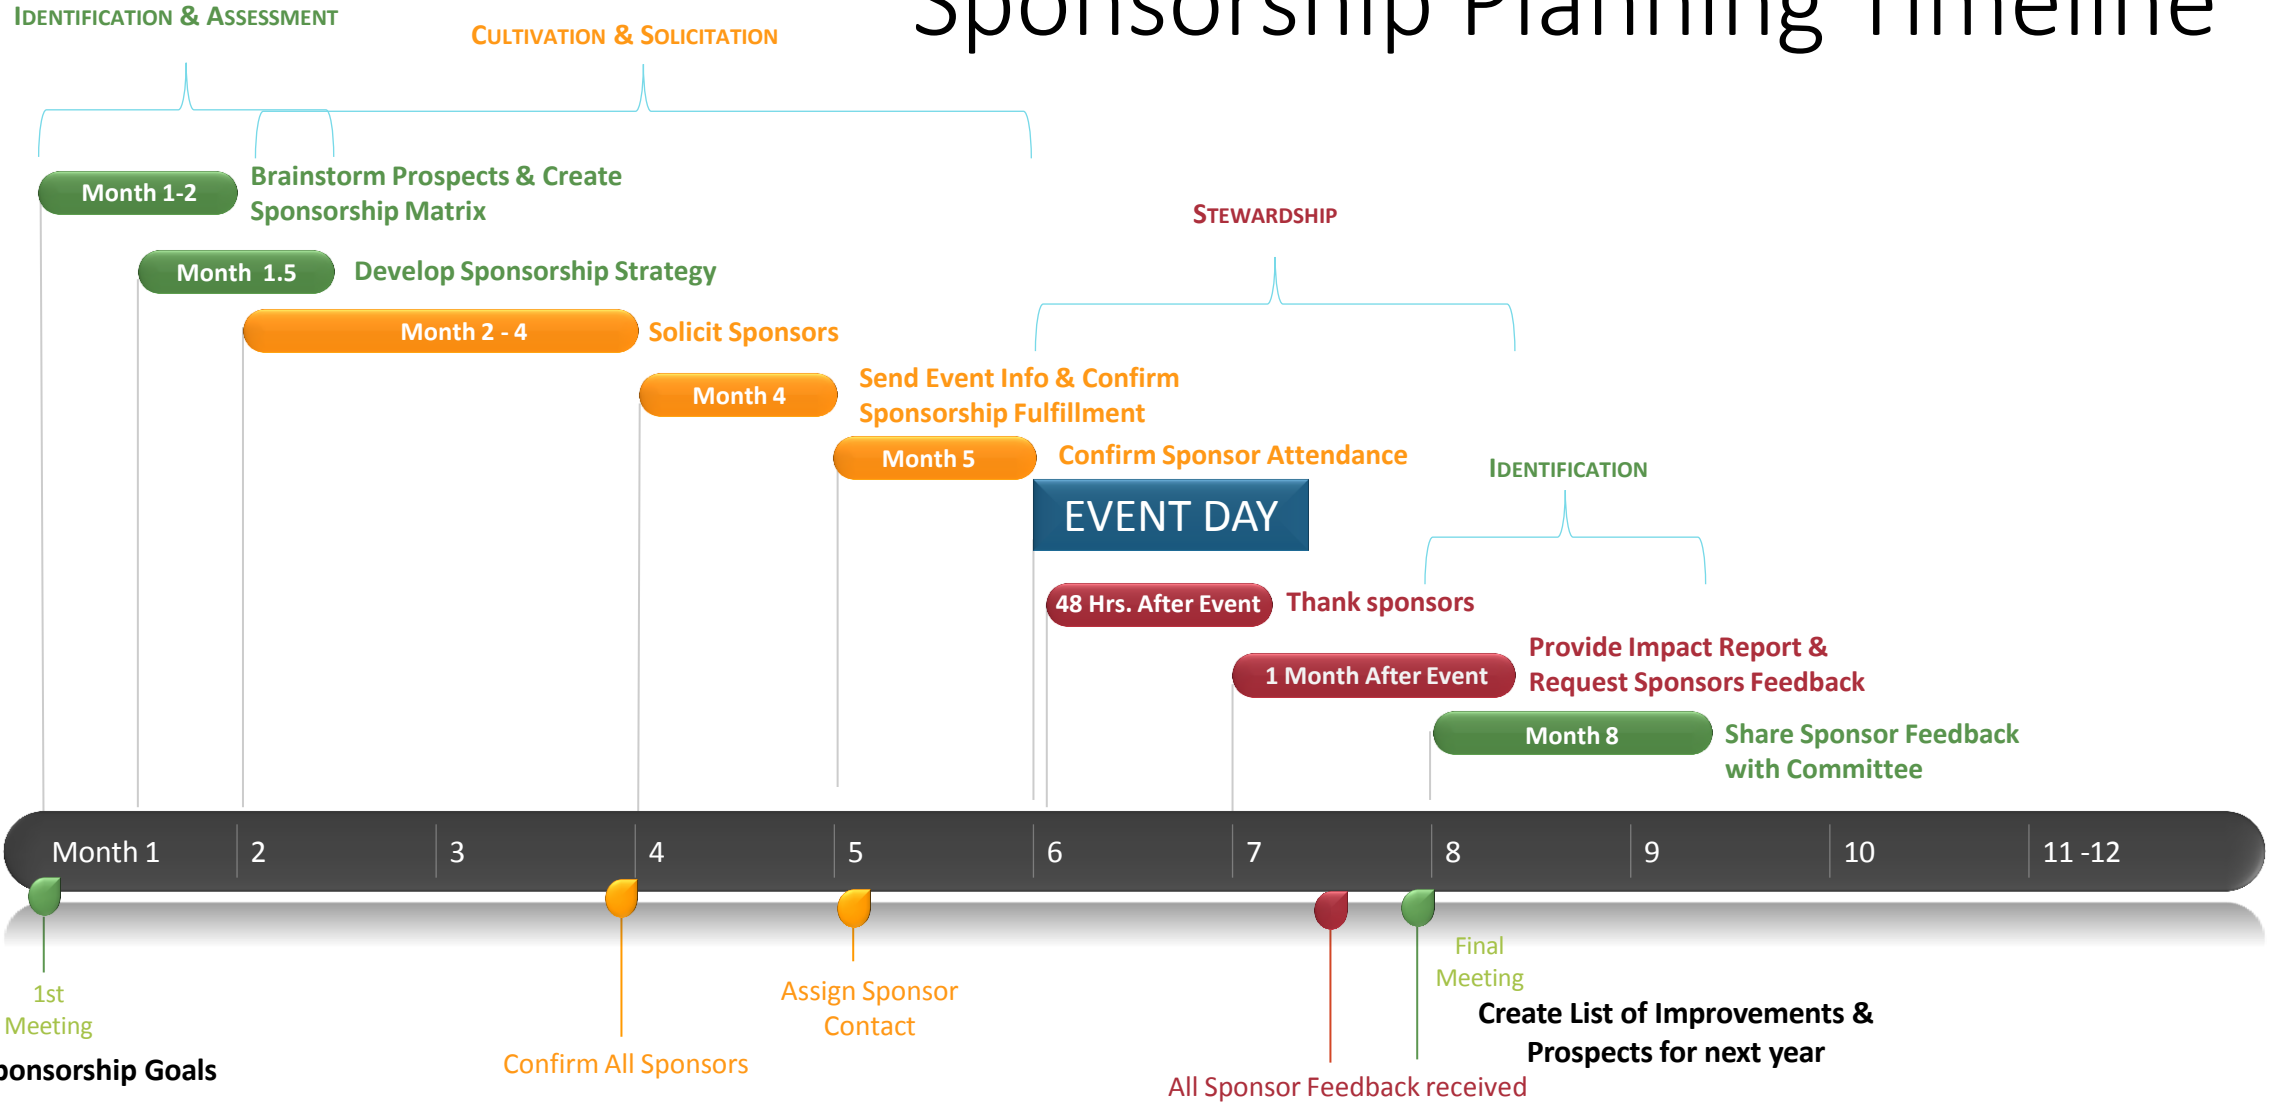 Sponsorship Planning Timeline
IDENTIFICATION & ASSESSMENT
CULTIVATION & SOLICITATION
Month 1-2
Brainstorm Prospects & Create
Sponsorship Matrix
STEWARDSHIP
Month 1.5
Develop Sponsorship Strategy
Month 2 - 4
Solicit Sponsors
Month 4
Send Event Info & Confirm
Sponsorship Fulfillment
Month 5
Confirm Sponsor Attendance
IDENTIFICATION
EVENT DAY
48 Hrs. After Event
Thank sponsors
1 Month After Event
Provide Impact Report &
Request Sponsors Feedback
Month 8
Share Sponsor Feedback
with Committee
Month 1
2
3
4
5
6
7
8
9
10
11 -12
1st
Meeting
ponsorship Goals
Confirm All Sponsors
Assign Sponsor
Contact
All Sponsor Feedback received
Final
Meeting
Create List of Improvements &
Prospects for next year